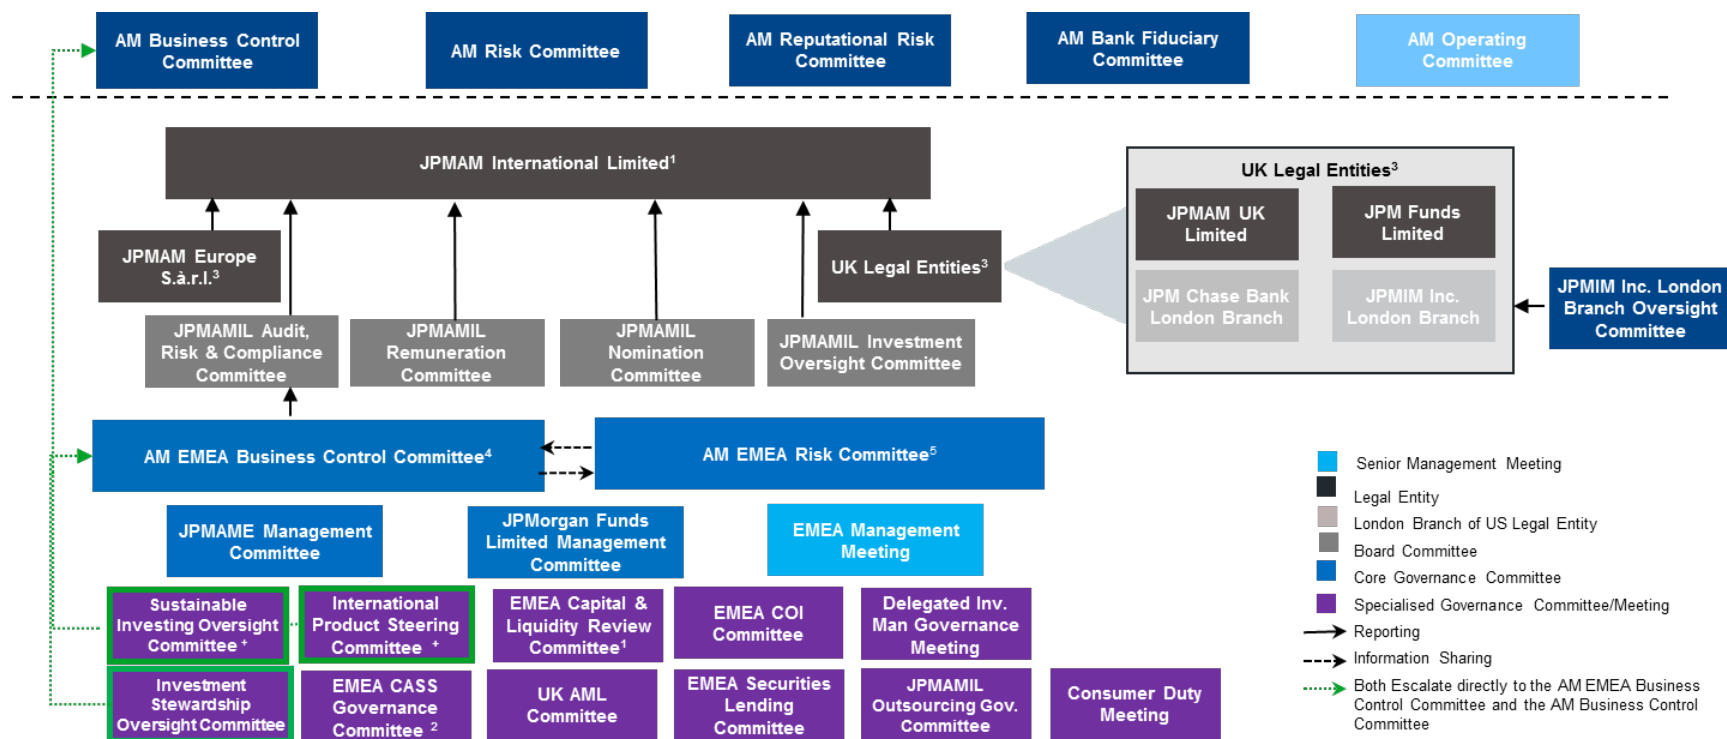 AM Business Control
Committee
AM Risk Committee
AM Reputational Risk
Committee
AM Bank Fiduciary
Committee
AM Operating
Committee
JPMAM International Limited¹
JPMAM Europe
S.à.r.l.³
UK Legal Entities³
UK Legal Entities³
JPMAM UK
Limited
JPM Funds
Limited
JPM Chase Bank
London Branch
JPMIM Inc.
London Branch
JPMIM Inc. London
Branch Oversight
Committee
JPMAMIL Audit,
Risk & Compliance
Committee
JPMAMIL
Remuneration
Committee
JPMAMIL
Nomination
Committee
JPMAMIL Investment
Oversight Committee
AM EMEA Business Control Committee⁴
AM EMEA Risk Committee⁵
JPMAME Management
Committee
JPMorgan Funds
Limited Management
Committee
EMEA Management
Meeting
Sustainable
Investing Oversight
Committee +
International
Product Steering
Committee +
EMEA Capital &
Liquidity Review
Committee¹
EMEA COI
Committee
Delegated Inv.
Man Governance
Meeting
Investment
Stewardship
Oversight Committee
EMEA CASS
Governance
Committee ²
UK AML
Committee
EMEA Securities
Lending
Committee
JPMAMIL
Outsourcing Gov.
Committee
Consumer Duty
Meeting
Senior Management Meeting
Legal Entity
London Branch of US Legal Entity
Board Committee
Core Governance Committee
Specialised Governance Committee/Meeting
Reporting
Information Sharing
Both Escalate directly to the AM EMEA Business
Control Committee and the AM Business Control
Committee